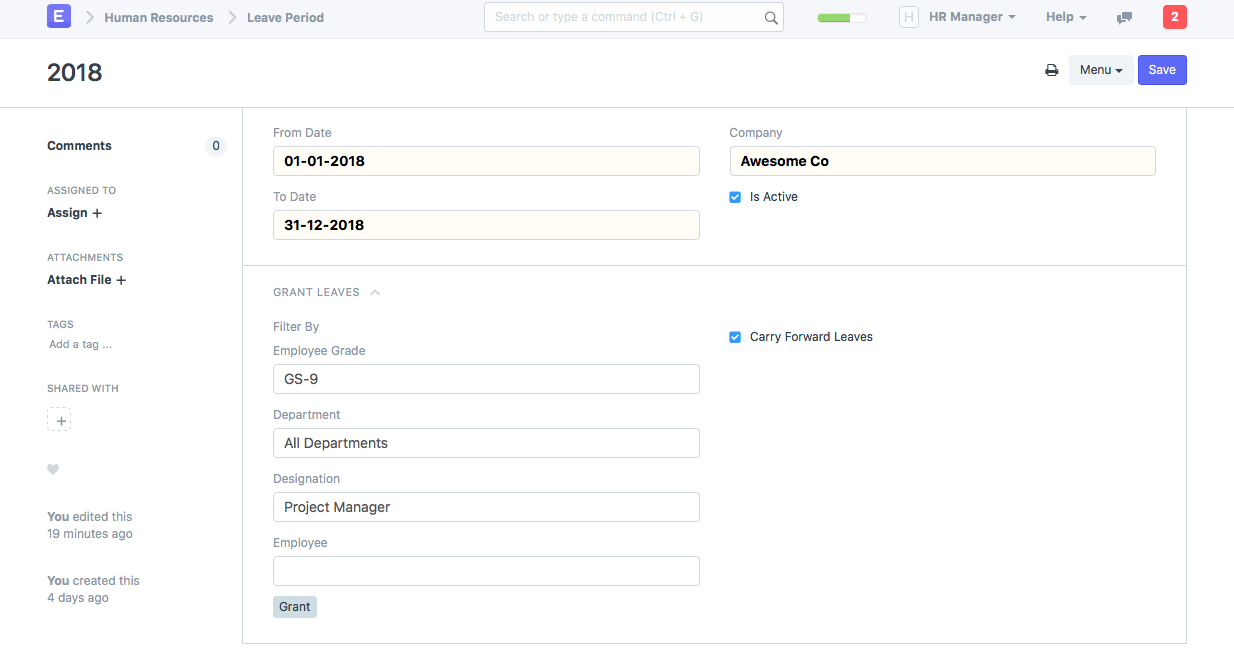 E Human Resources Leave Period Search or type a command (Ctrl + G) H HR Manager Help 2
2018 Menu Save
Comments 0
ASSIGNED TO
Assign +
ATTACHMENTS
Attach File +
TAGS
Add a tag ...
SHARED WITH
+
You edited this
19 minutes ago
You created this
4 days ago
From Date
01-01-2018
To Date
31-12-2018
Company
Awesome Co
Is Active
GRANT LEAVES
Filter By
Employee Grade
GS-9
Department
All Departments
Designation
Project Manager
Employee
Grant
Carry Forward Leaves